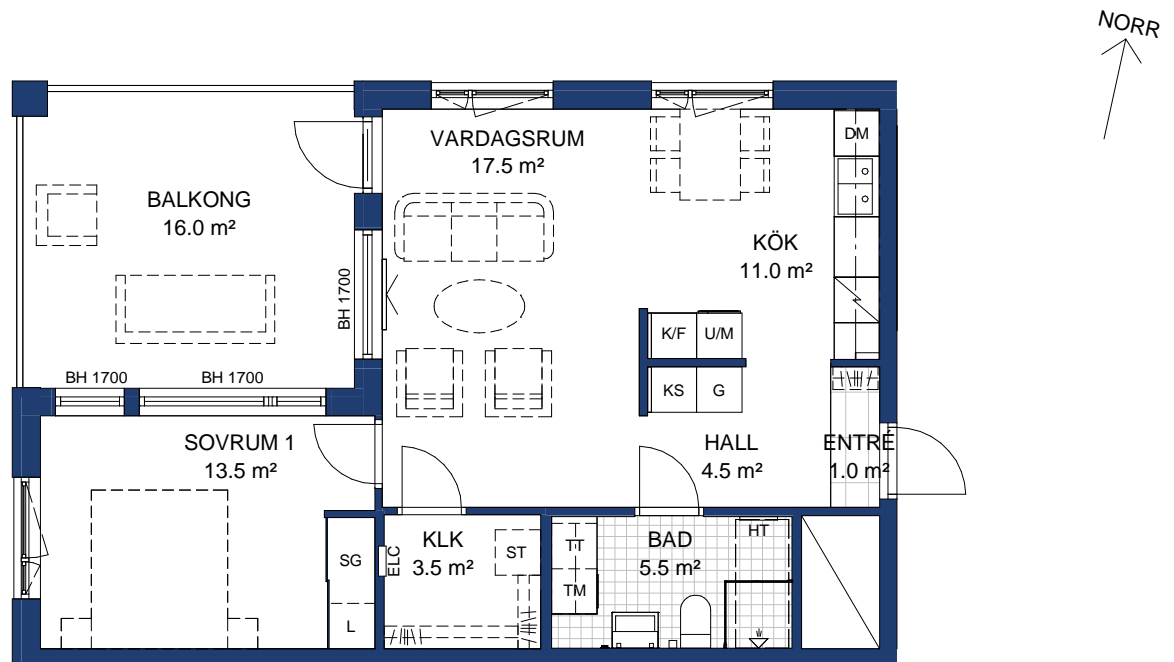 NORR
VARDAGSRUM
17.5 m²
DM
BALKONG
16.0 m²
KÖK
11.0 m²
BH 1700
K/F
U/M
BH 1700
BH 1700
KS
G
SOVRUM 1
13.5 m²
HALL
4.5 m²
ENTRÉ
1.0 m²
SG
L
ELC
KLK
3.5 m²
ST
TT
TM
BAD
5.5 m²
HT